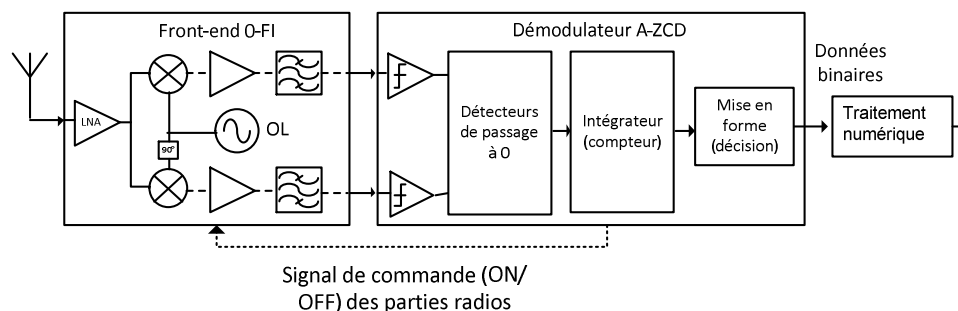 Front-end 0-FI
Démodulateur A-ZCD
LNA
OL
90°
Détecteurs
de passage
à 0
Intégrateur
(compteur)
Mise en
forme
(décision)
Données
binaires
Traitement
numérique
Signal de commande (ON/
OFF) des parties radios